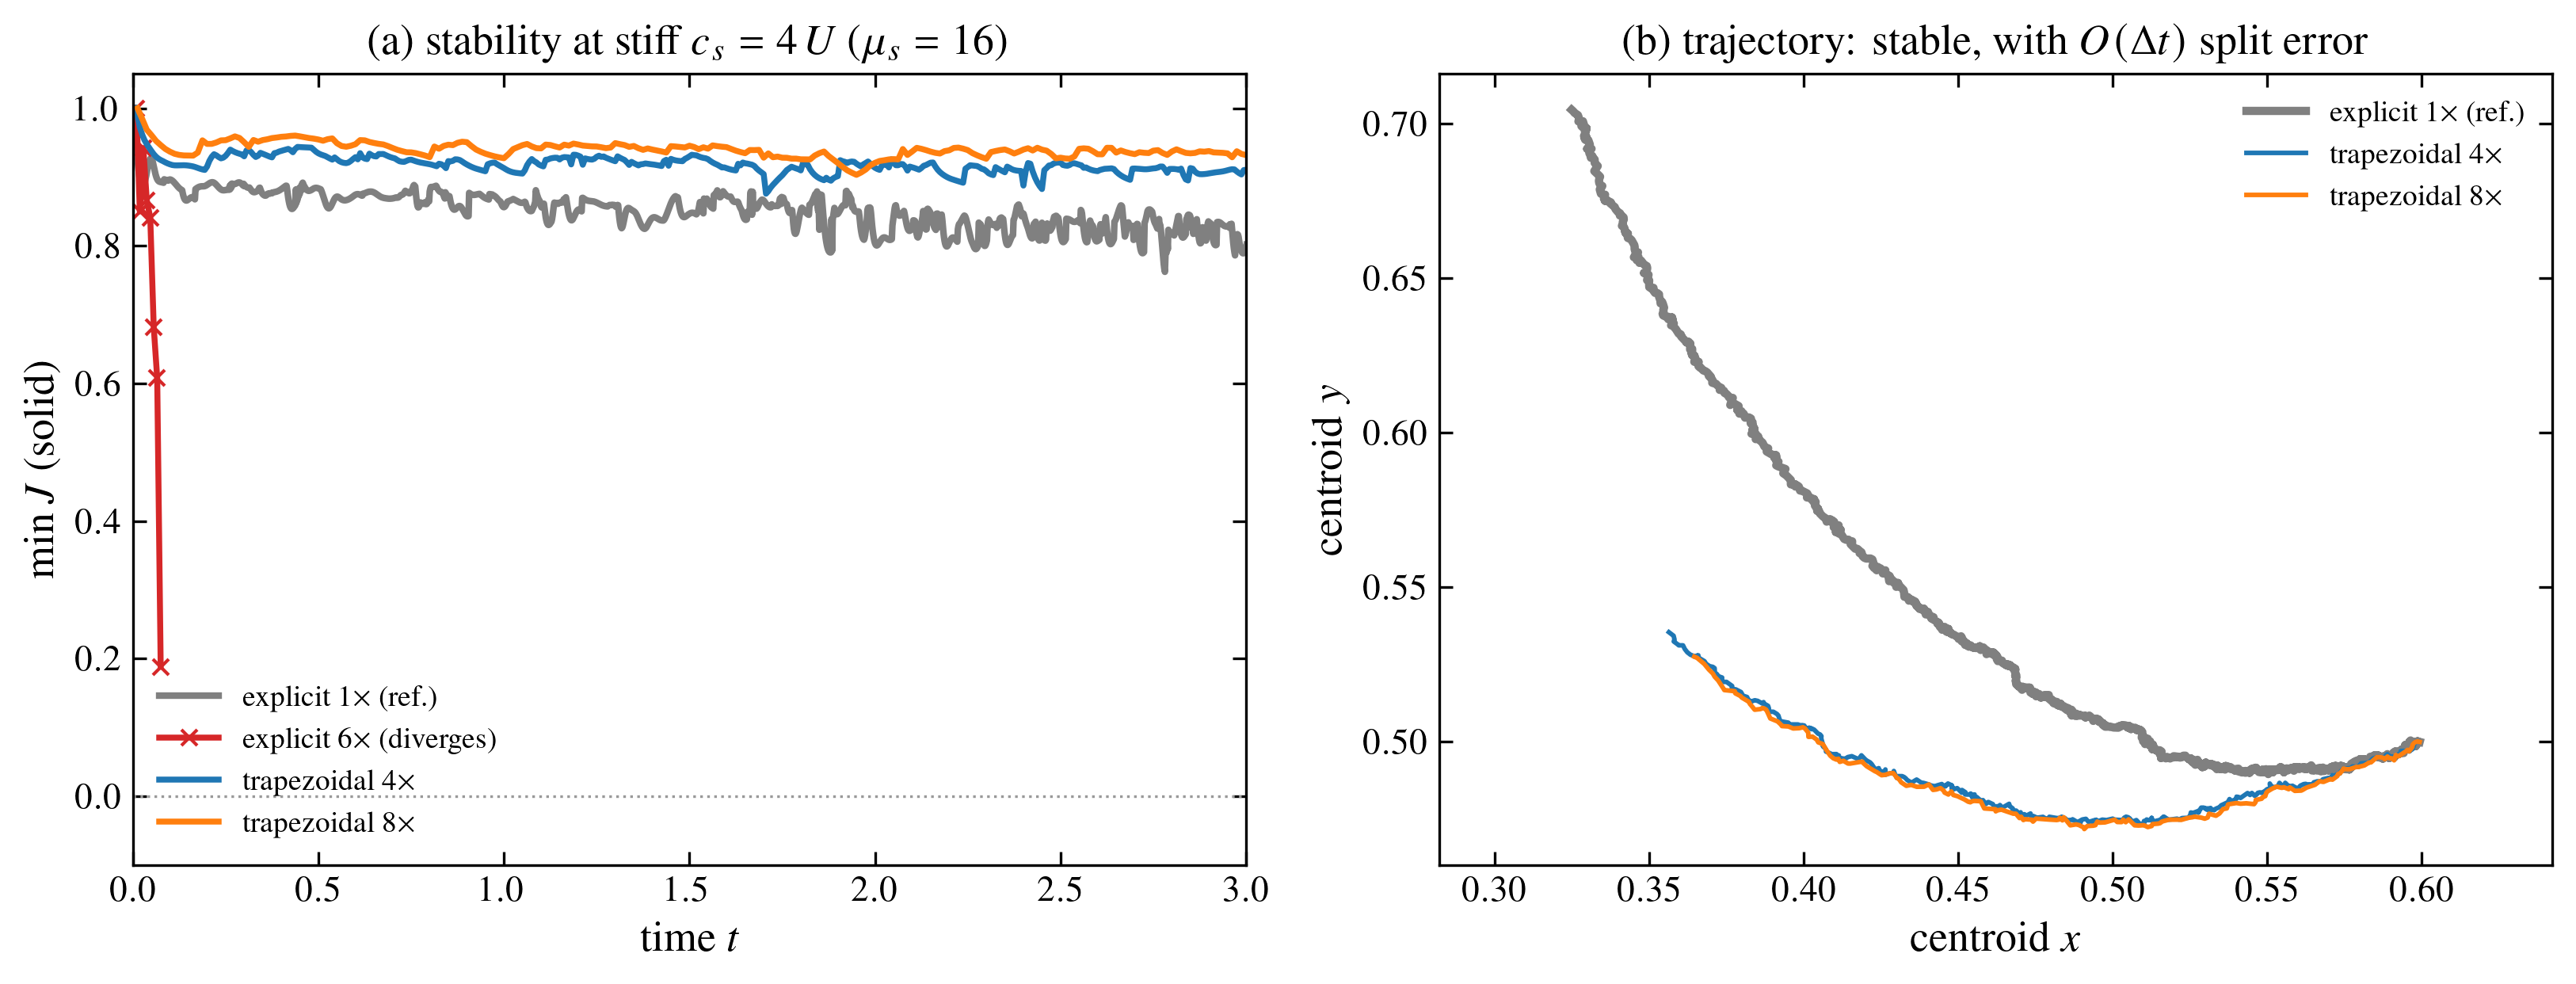 (a) stability at stiff c_s = 4 U (μ_s = 16)
min J (solid)
1.0
0.8
0.6
0.4
0.2
0.0
explicit 1× (ref.)
explicit 6× (diverges)
trapezoidal 4×
trapezoidal 8×
0.0 0.5 1.0 1.5 2.0 2.5 3.0
time t
(b) trajectory: stable, with O(Δt) split error
centroid y
0.70
0.65
0.60
0.55
0.50
explicit 1× (ref.)
trapezoidal 4×
trapezoidal 8×
0.30 0.35 0.40 0.45 0.50 0.55 0.60
centroid x